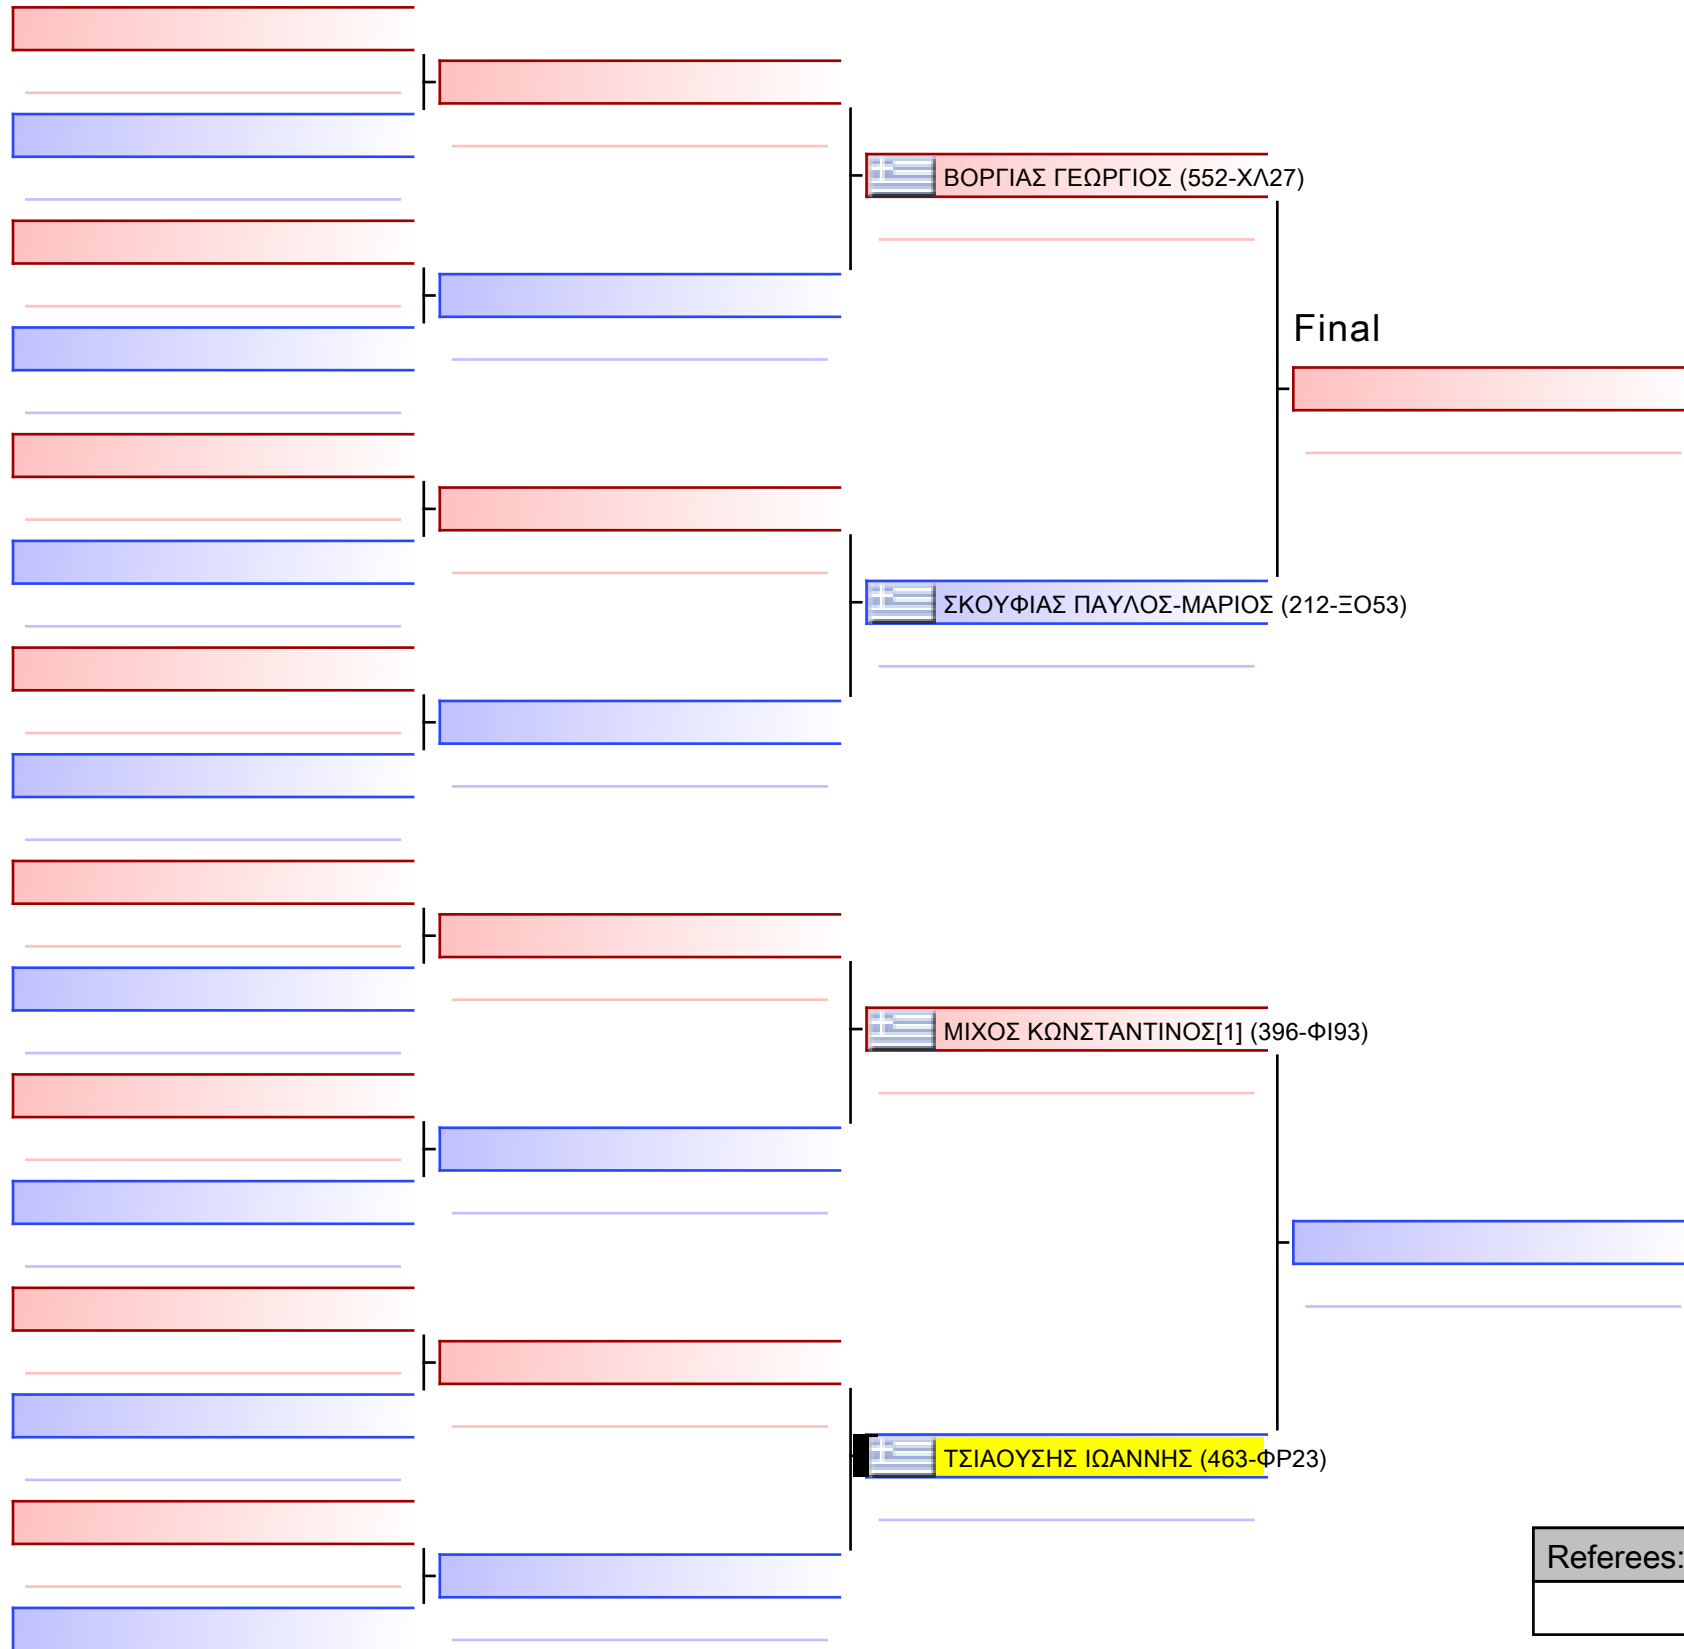 ΒΟΡΓΙΑΣ ΓΕΩΡΓΙΟΣ (552-ΧΛ27)
Final
ΣΚΟΥΦΙΑΣ ΠΑΥΛΟΣ-ΜΑΡΙΟΣ (212-ΞΟ53)
ΜΙΧΟΣ ΚΩΝΣΤΑΝΤΙΝΟΣ[1] (396-ΦΙ93)
ΤΣΙΑΟΥΣΗΣ ΙΩΑΝΝΗΣ (463-ΦΡ23)
Referees: